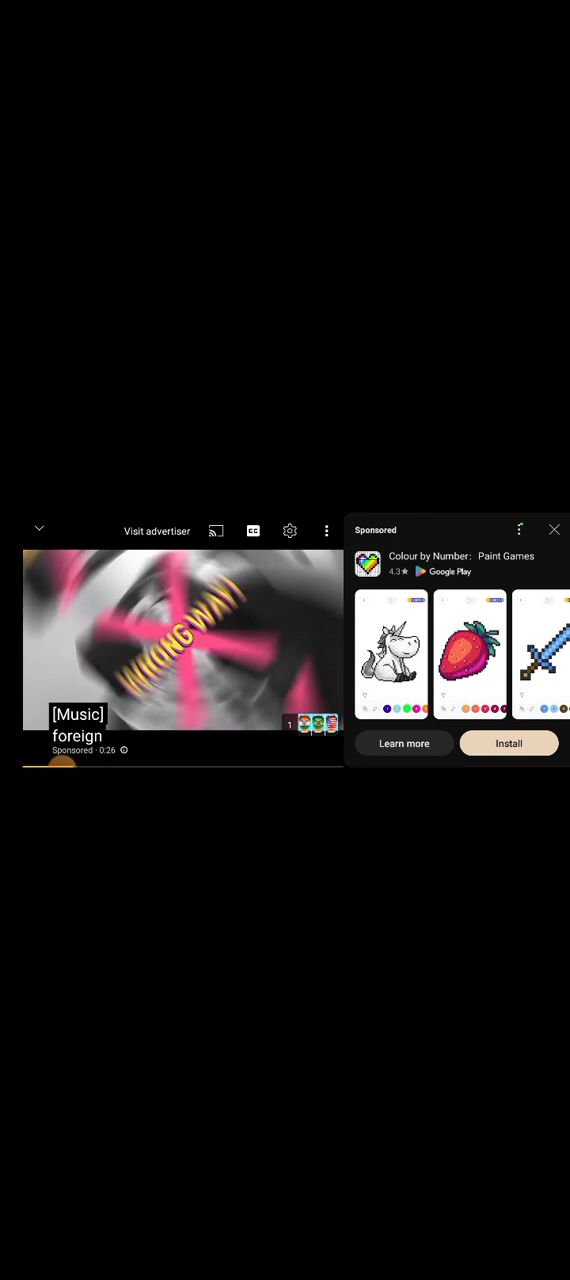 Visit advertiser
CC
WRONG WAY!
[Music]
foreign
Sponsored · 0:26
1
Sponsored
Colour by Number： Paint Games
4.3★ Google Play
Learn more
Install